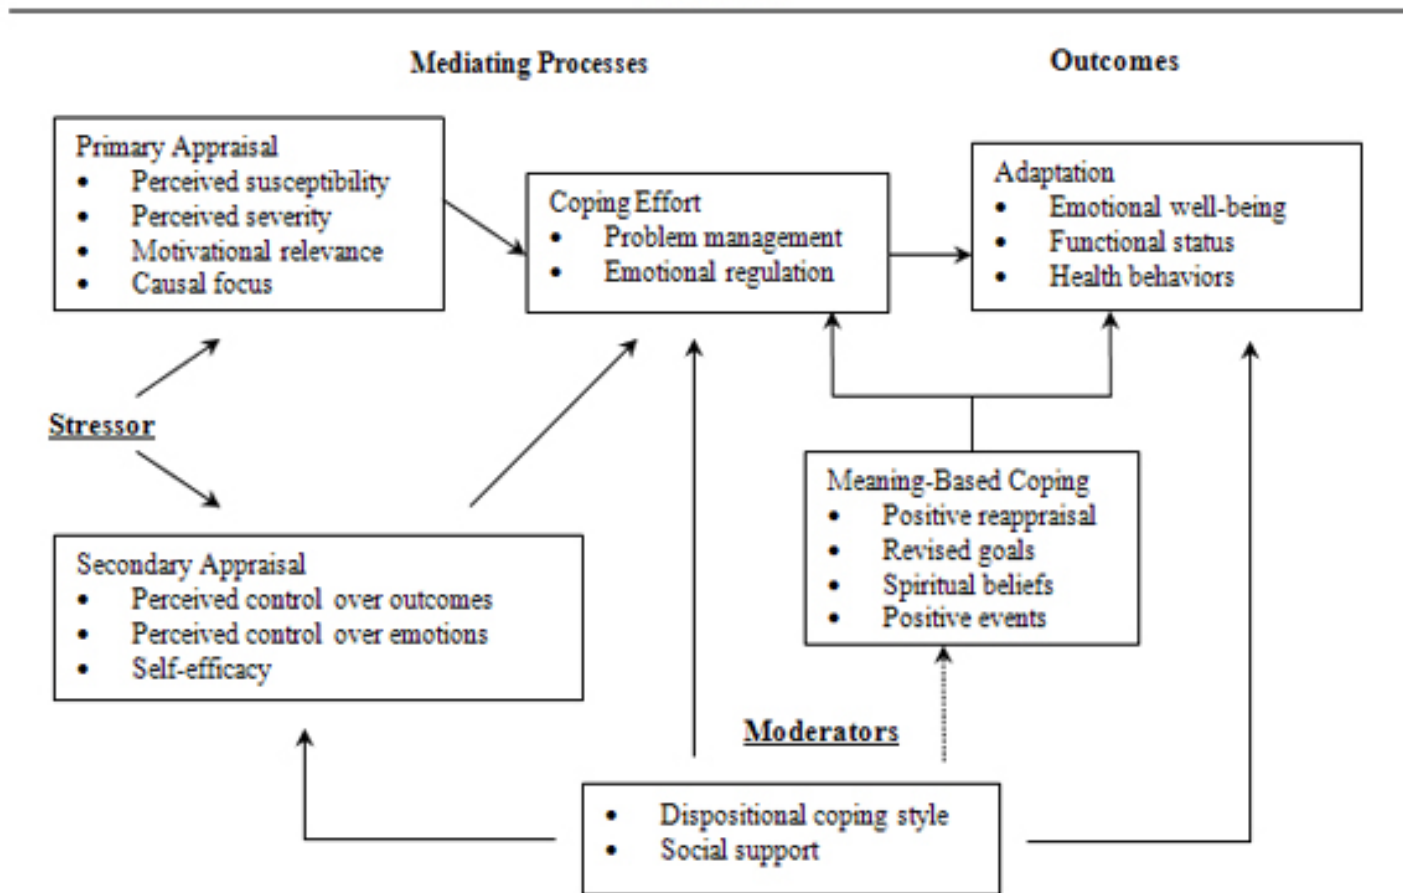 Mediating Processes
Outcomes
Primary Appraisal
• Perceived susceptibility
• Perceived severity
• Motivational relevance
• Causal focus
Coping Effort
• Problem management
• Emotional regulation
Adaptation
• Emotional well-being
• Functional status
• Health behaviors
Stressor
Secondary Appraisal
• Perceived control over outcomes
• Perceived control over emotions
• Self-efficacy
Meaning-Based Coping
• Positive reappraisal
• Revised goals
• Spiritual beliefs
• Positive events
Moderators
• Dispositional coping style
• Social support